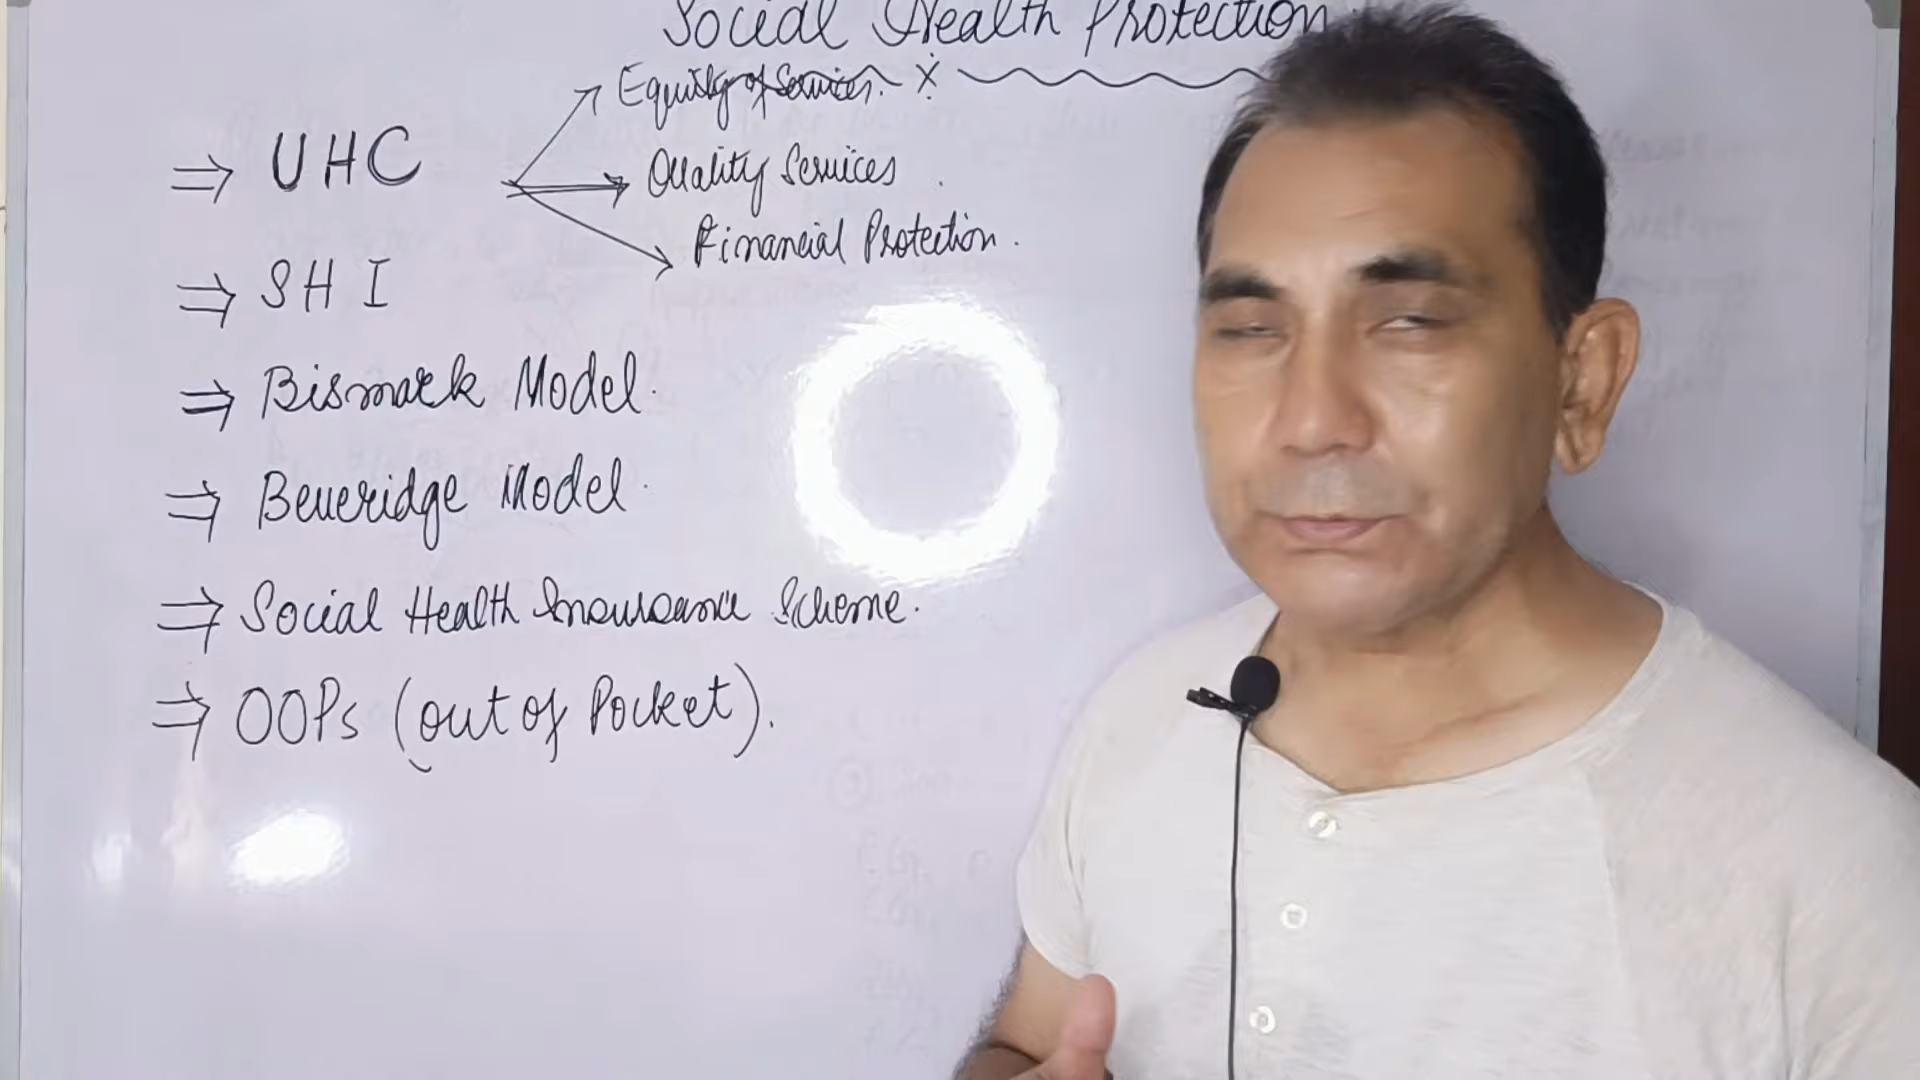 Social Health Protection
Equity of Services.
⇒ UHC
Quality Services
Financial Protection.
⇒ SHI
⇒ Bismark Model.
⇒ Beveridge Model.
⇒ Social Health Insurance Scheme.
⇒ OOPs (out of Pocket).